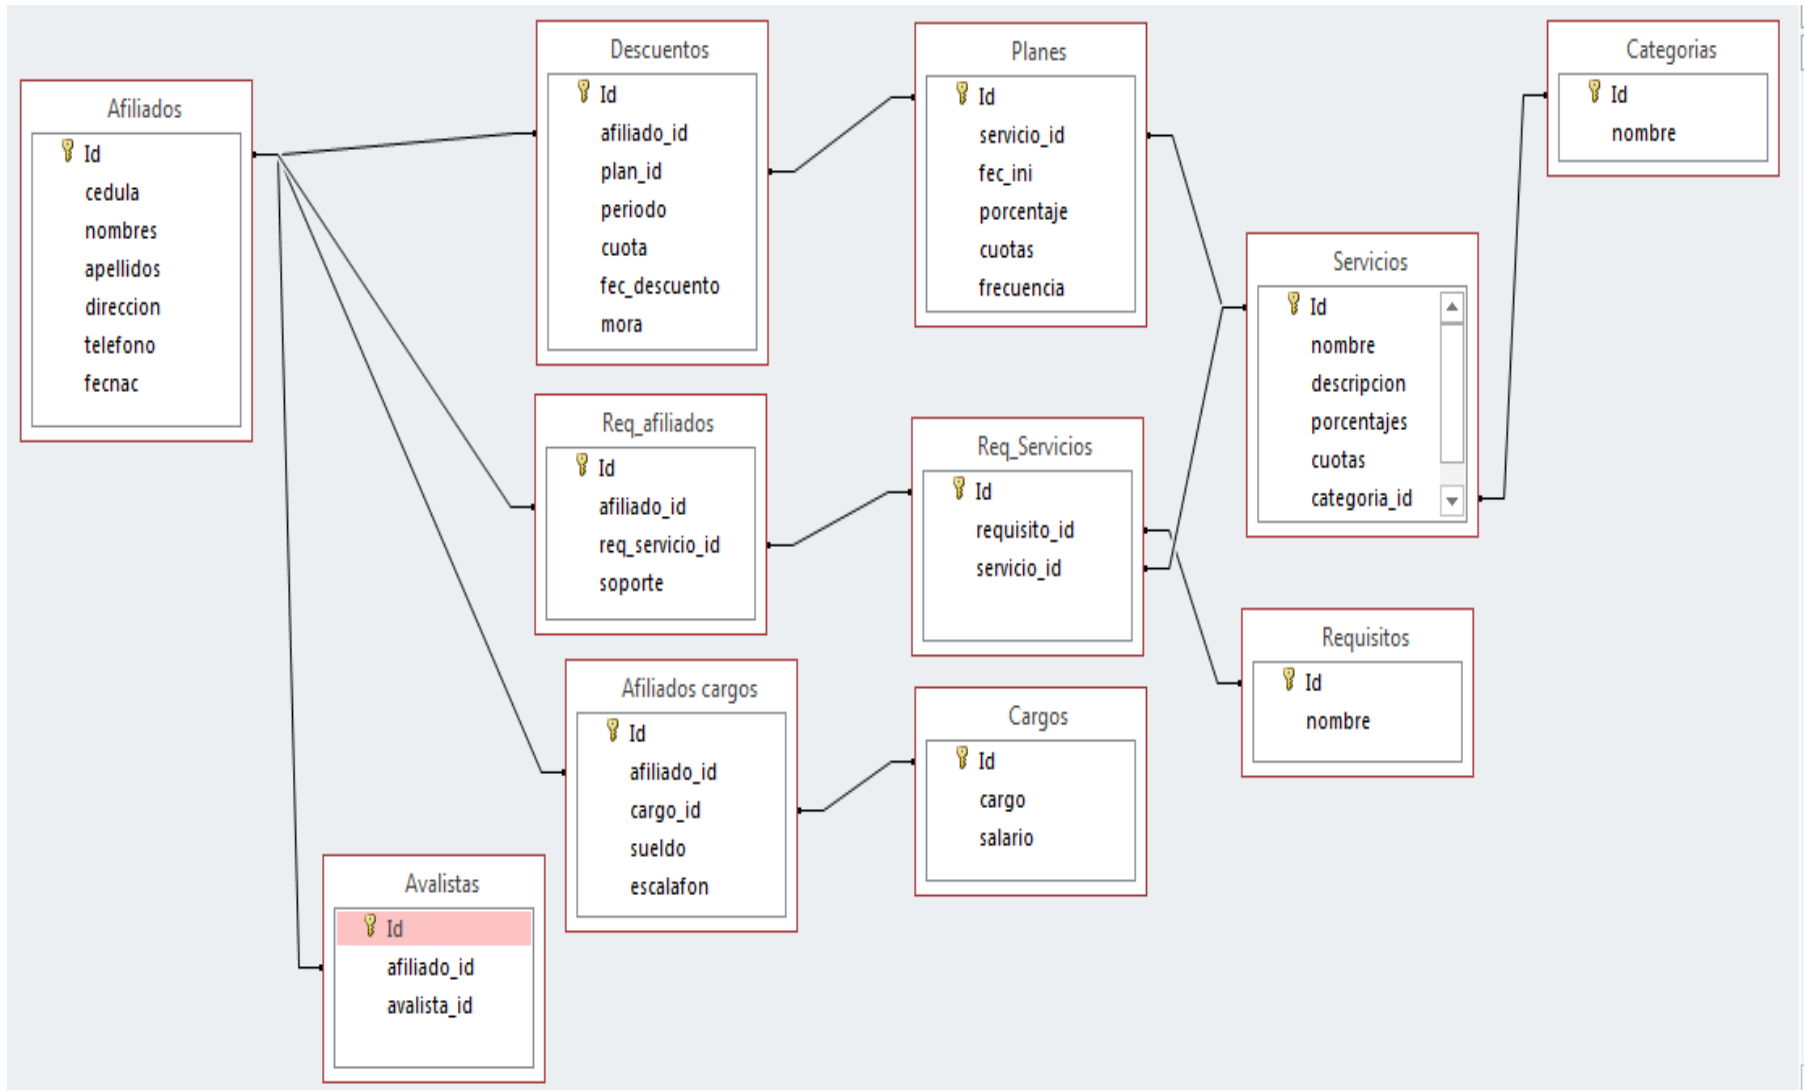 Afiliados
Id
cedula
nombres
apellidos
direccion
telefono
fecnac
Descuentos
Id
afiliado_id
plan_id
periodo
cuota
fec_descuento
mora
Planes
Id
servicio_id
fec_ini
porcentaje
cuotas
frecuencia
Categorias
Id
nombre
Servicios
Id
nombre
descripcion
porcentajes
cuotas
categoria_id
Req_afiliados
Id
afiliado_id
req_servicio_id
soporte
Req_Servicios
Id
requisito_id
servicio_id
Requisitos
Id
nombre
Afiliados cargos
Id
afiliado_id
cargo_id
sueldo
escalafon
Cargos
Id
cargo
salario
Avalistas
Id
afiliado_id
avalista_id